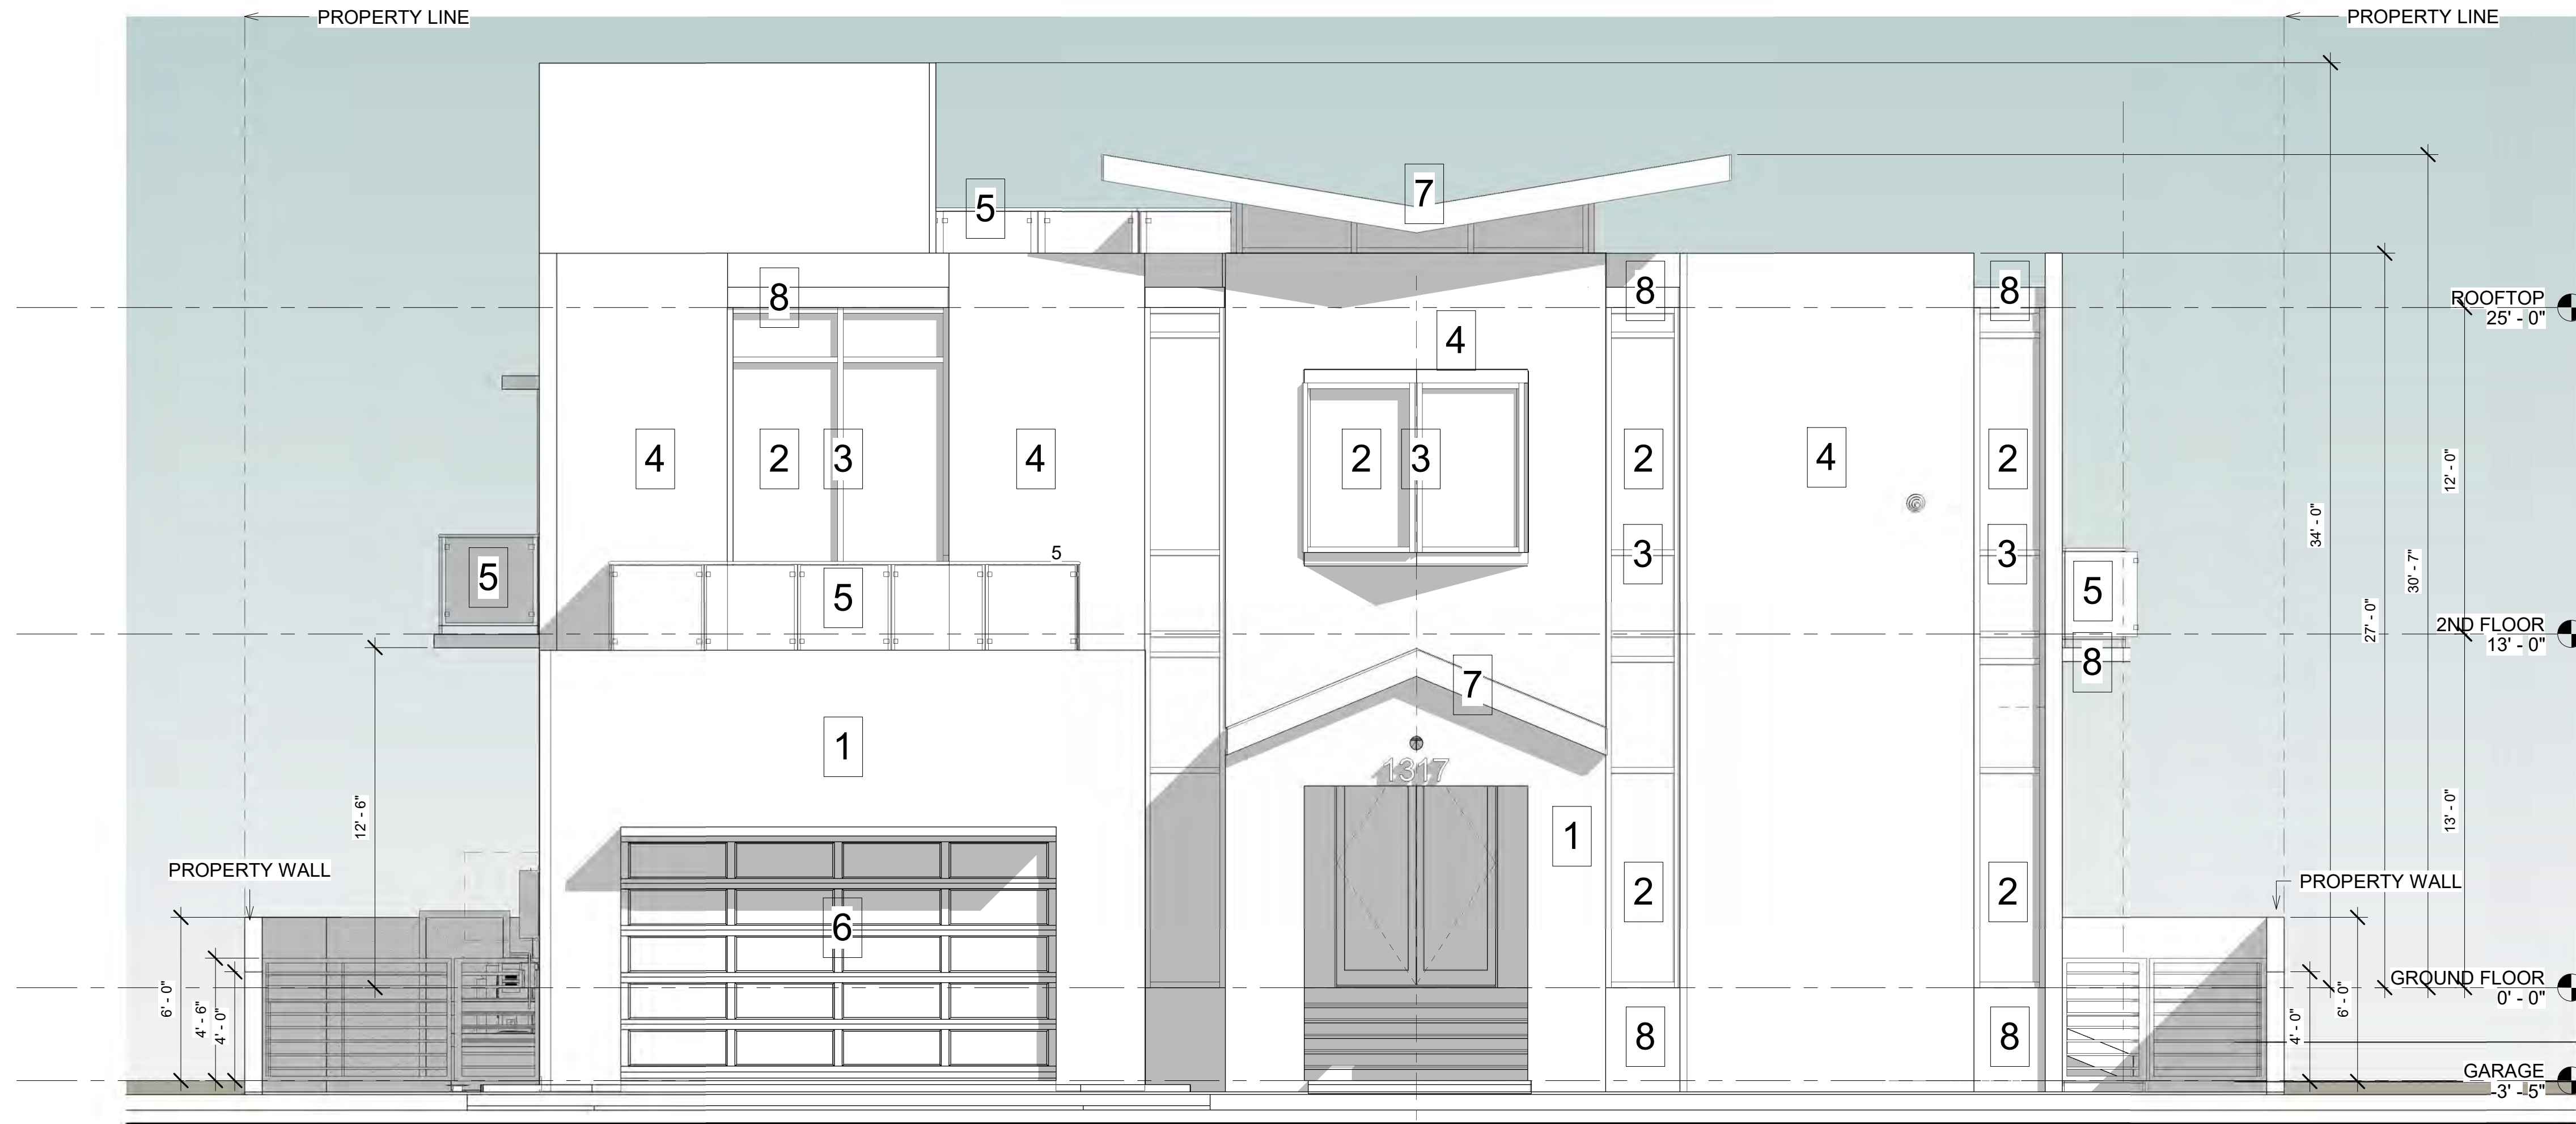 PROPERTY LINE
PROPERTY LINE
7
5
8
8
8
ROOFTOP
25' - 0"
4
4
2
3
4
2
3
2
4
2
12' - 0"
34' - 0"
3
3
30' - 7"
5
5
5
5
27' - 0"
2ND FLOOR
13' - 0"
8
7
1
1317
12' - 6"
13' - 0"
1
PROPERTY WALL
PROPERTY WALL
6
2
2
GROUND FLOOR
0' - 0"
6' - 0"
4' - 6"
4' - 0"
4' - 0"
6' - 0"
8
8
GARAGE
-3' - 5"